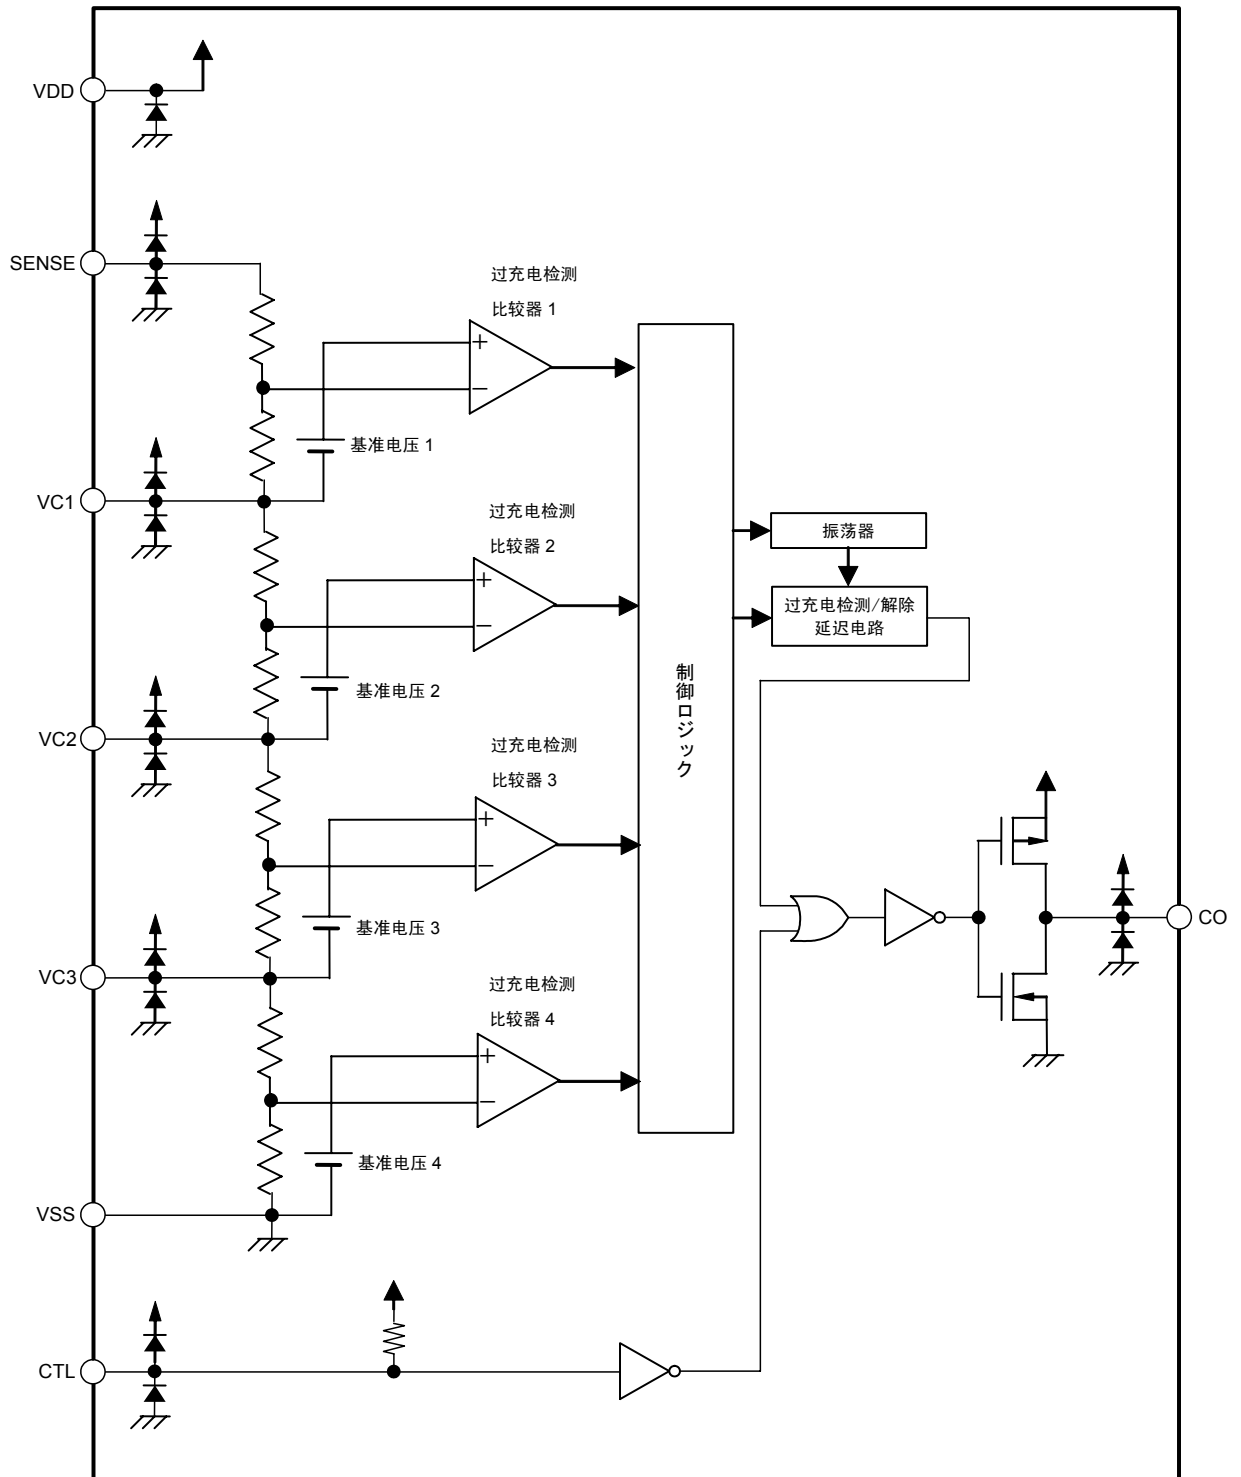 VDD
SENSE
过充电检测
比较器 1
+
−
基准电压 1
VC1
过充电检测
比较器 2
+
−
振荡器
过充电检测/解除
延迟电路
基准电压 2
制御ロジック
VC2
过充电检测
比较器 3
+
−
基准电压 3
CO
VC3
过充电检测
比较器 4
+
−
基准电压 4
VSS
CTL